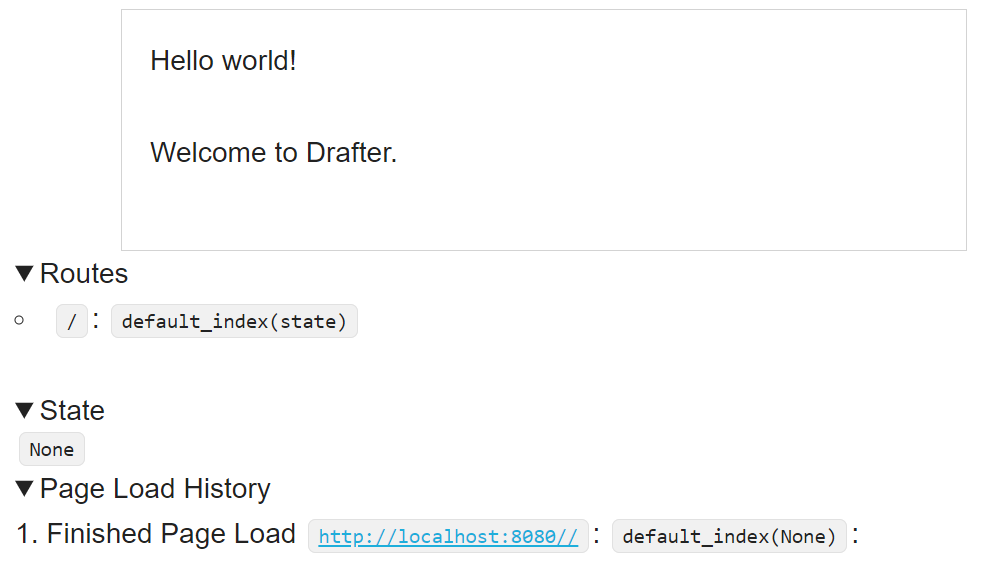 Hello world!
Welcome to Drafter.
Routes
/ : default_index(state)
State
None
Page Load History
1. Finished Page Load http://localhost:8080// : default_index(None) :